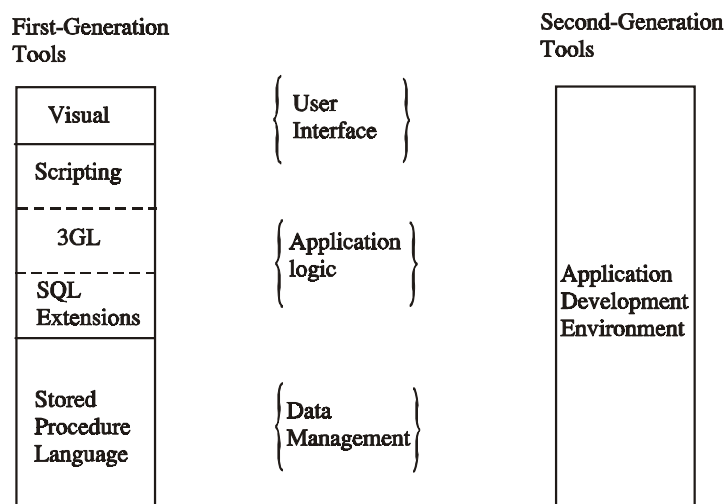 First-Generation
Tools
Visual
Scripting
3GL
SQL
Extensions
Stored
Procedure
Language
User
Interface
Application
logic
Data
Management
Second-Generation
Tools
Application
Development
Environment